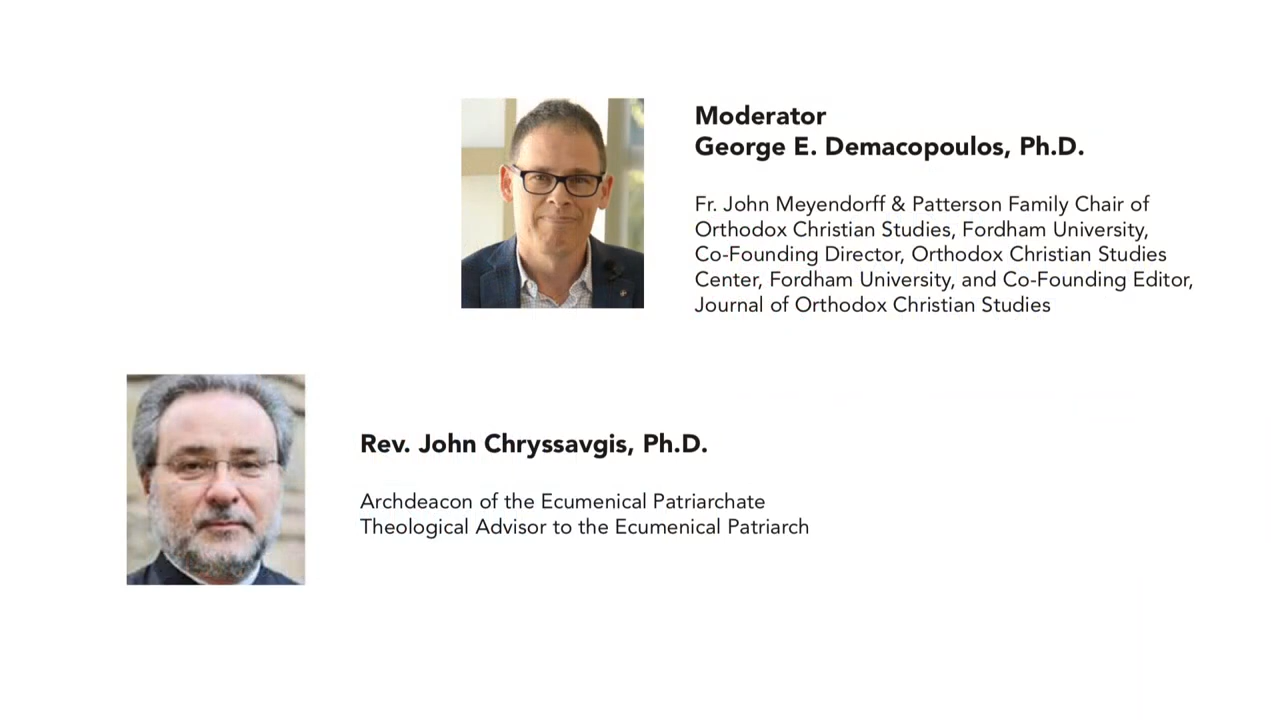 Moderator
George E. Demacopoulos, Ph.D.
Fr. John Meyendorff & Patterson Family Chair of
Orthodox Christian Studies, Fordham University,
Co-Founding Director, Orthodox Christian Studies
Center, Fordham University, and Co-Founding Editor,
Journal of Orthodox Christian Studies
Rev. John Chryssavgis, Ph.D.
Archdeacon of the Ecumenical Patriarchate
Theological Advisor to the Ecumenical Patriarch